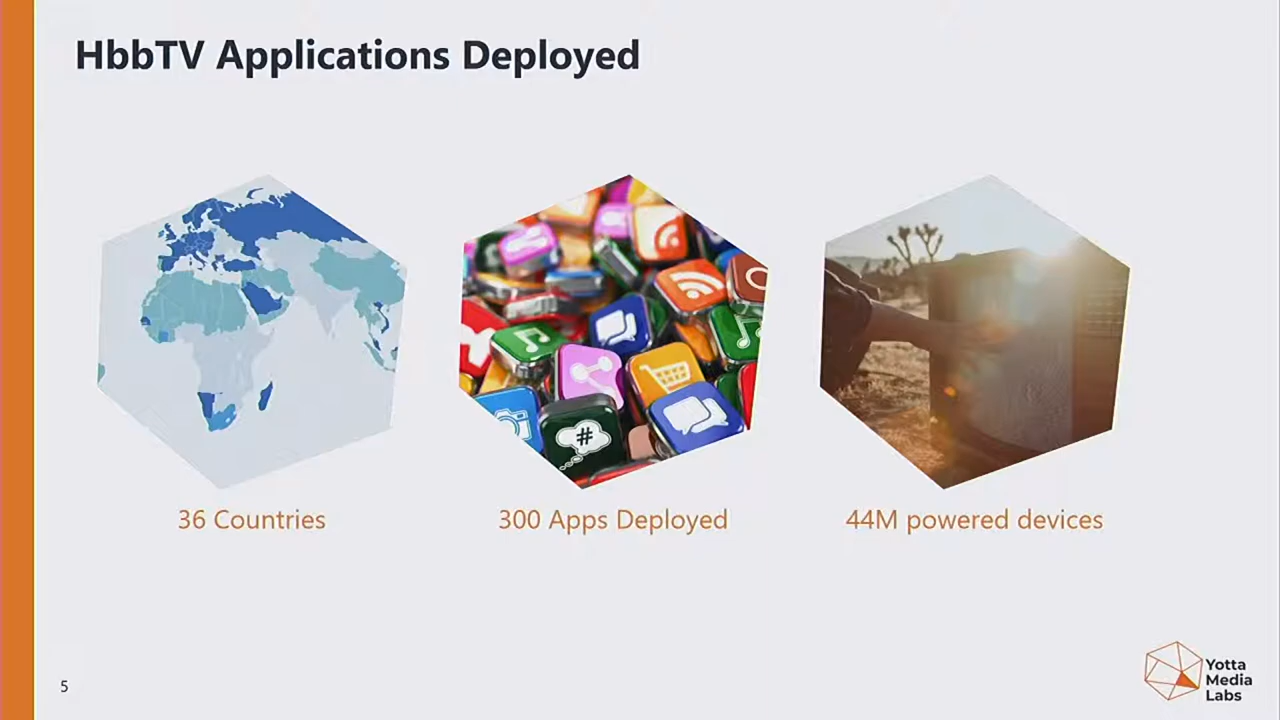 HbbTV Applications Deployed
#
36 Countries
300 Apps Deployed
44M powered devices
5
Yotta
Media
Labs